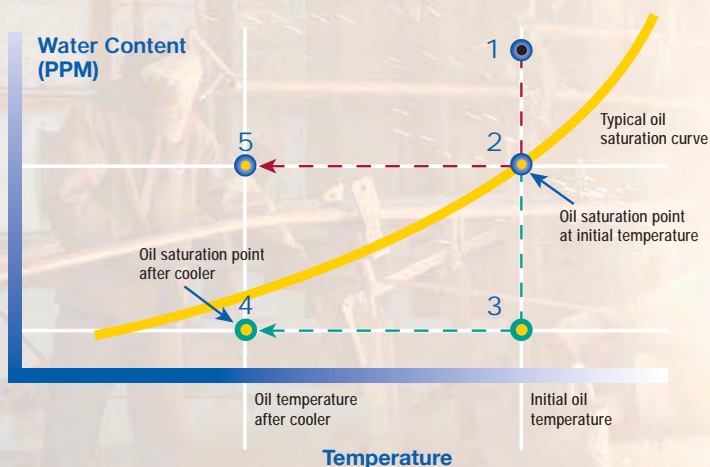 Water Content
(PPM)
1
Typical oil
saturation curve
5
2
Oil saturation point
at initial temperature
Oil saturation point
after cooler
4
3
Oil temperature
after cooler
Initial oil
temperature
Temperature